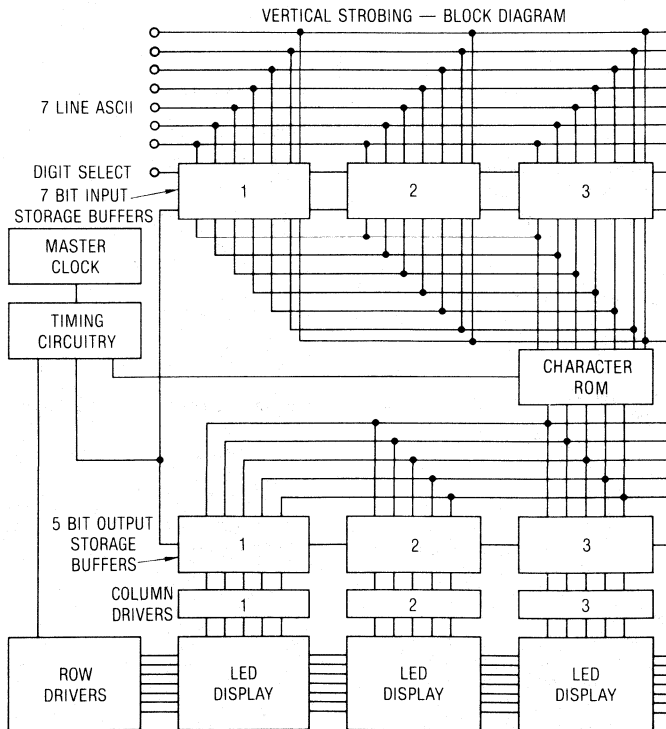 VERTICAL STROBING — BLOCK DIAGRAM
7 LINE ASCII
DIGIT SELECT
7 BIT INPUT
STORAGE BUFFERS
1
2
3
MASTER
CLOCK
TIMING
CIRCUITRY
CHARACTER
ROM
5 BIT OUTPUT
STORAGE
BUFFERS
1
2
3
COLUMN
DRIVERS
1
2
3
ROW
DRIVERS
LED
DISPLAY
LED
DISPLAY
LED
DISPLAY